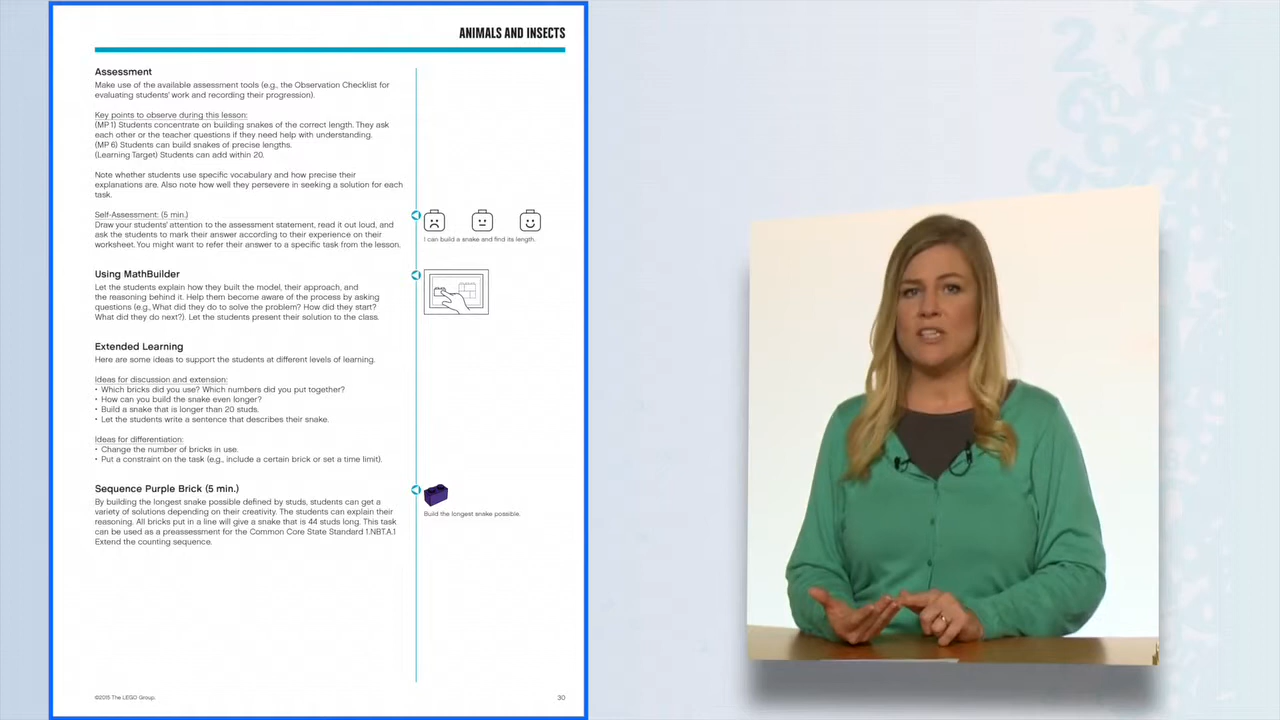 ANIMALS AND INSECTS
Assessment
Make use of the available assessment tools (e.g., the Observation Checklist for
evaluating students' work and recording their progression).
Key points to observe during this lesson:
(MP 1) Students concentrate on building snakes of the correct length. They ask
each other or the teacher questions if they need help with understanding.
(MP 6) Students can build snakes of precise lengths.
(Learning Target) Students can add within 20.
Note whether students use specific vocabulary and how precise their
explanations are. Also note how well they persevere in seeking a solution for each
task.
Self-Assessment: (5 min.)
Draw your students' attention to the assessment statement, read it out loud, and
ask the students to mark their answer according to their experience on their
worksheet. You might want to refer their answer to a specific task from the lesson.
I can build a snake and find its length.
Using MathBuilder
Let the students explain how they built the model, their approach, and
the reasoning behind it. Help them become aware of the process by asking
questions (e.g., What did they do to solve the problem? How did they start?
What did they do next?). Let the students present their solution to the class.
Extended Learning
Here are some ideas to support the students at different levels of learning.
Ideas for discussion and extension:
• Which bricks did you use? Which numbers did you put together?
• How can you build the snake even longer?
• Build a snake that is longer than 20 studs.
• Let the students write a sentence that describes their snake.
Ideas for differentiation:
• Change the number of bricks in use.
• Put a constraint on the task (e.g., include a certain brick or set a time limit).
Sequence Purple Brick (5 min.)
By building the longest snake possible defined by studs, students can get a
variety of solutions depending on their creativity. The students can explain their
reasoning. All bricks put in a line will give a snake that is 44 studs long. This task
can be used as a preassessment for the Common Core State Standard 1.NBT.A.1
Extend the counting sequence.
Build the longest snake possible.
©2015 The LEGO Group.
30